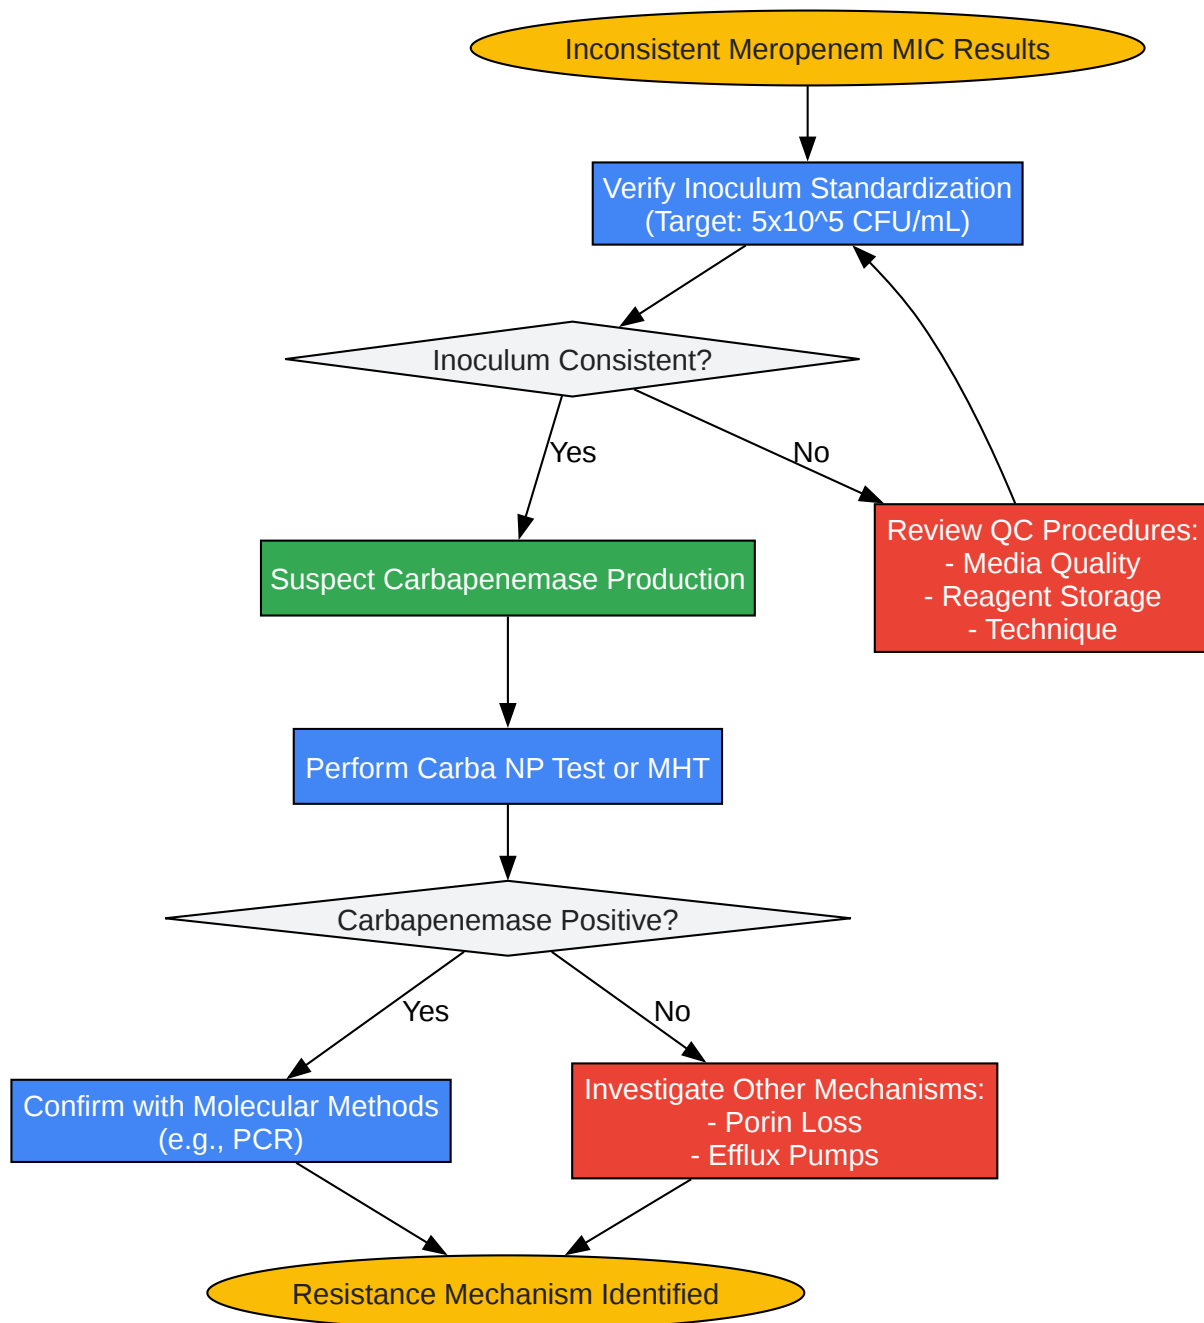 Inconsistent Meropenem MIC Results
Verify Inoculum Standardization
(Target: 5x10^5 CFU/mL)
Inoculum Consistent?
Yes
No
Review QC Procedures:
- Media Quality
- Reagent Storage
- Technique
Suspect Carbapenemase Production
Perform Carba NP Test or MHT
Carbapenemase Positive?
Yes
No
Confirm with Molecular Methods
(e.g., PCR)
Investigate Other Mechanisms:
- Porin Loss
- Efflux Pumps
Resistance Mechanism Identified